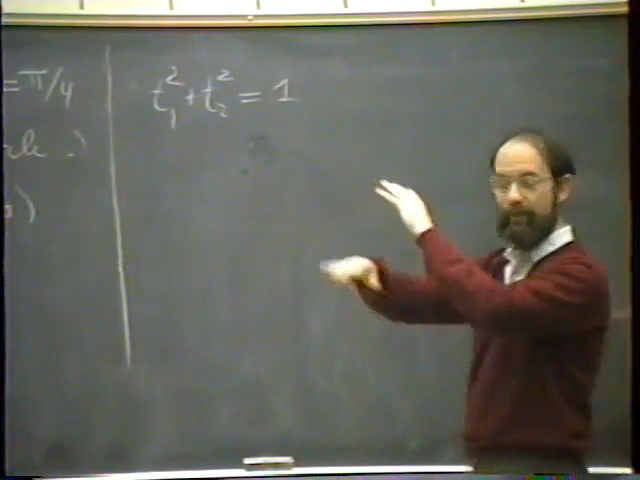 =π/4
t₁²+t₂² = 1